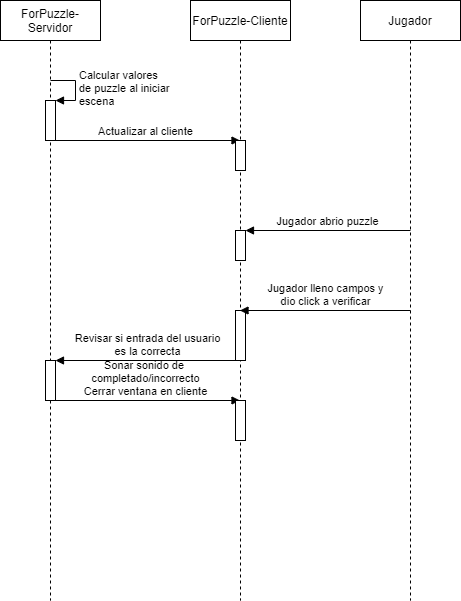 ForPuzzle-
Servidor
ForPuzzle-Cliente
Jugador
Calcular valores
de puzzle al iniciar
escena
Actualizar al cliente
Jugador abrio puzzle
Jugador lleno campos y
dio click a verificar
Revisar si entrada del usuario
es la correcta
Sonar sonido de
completado/incorrecto
Cerrar ventana en cliente